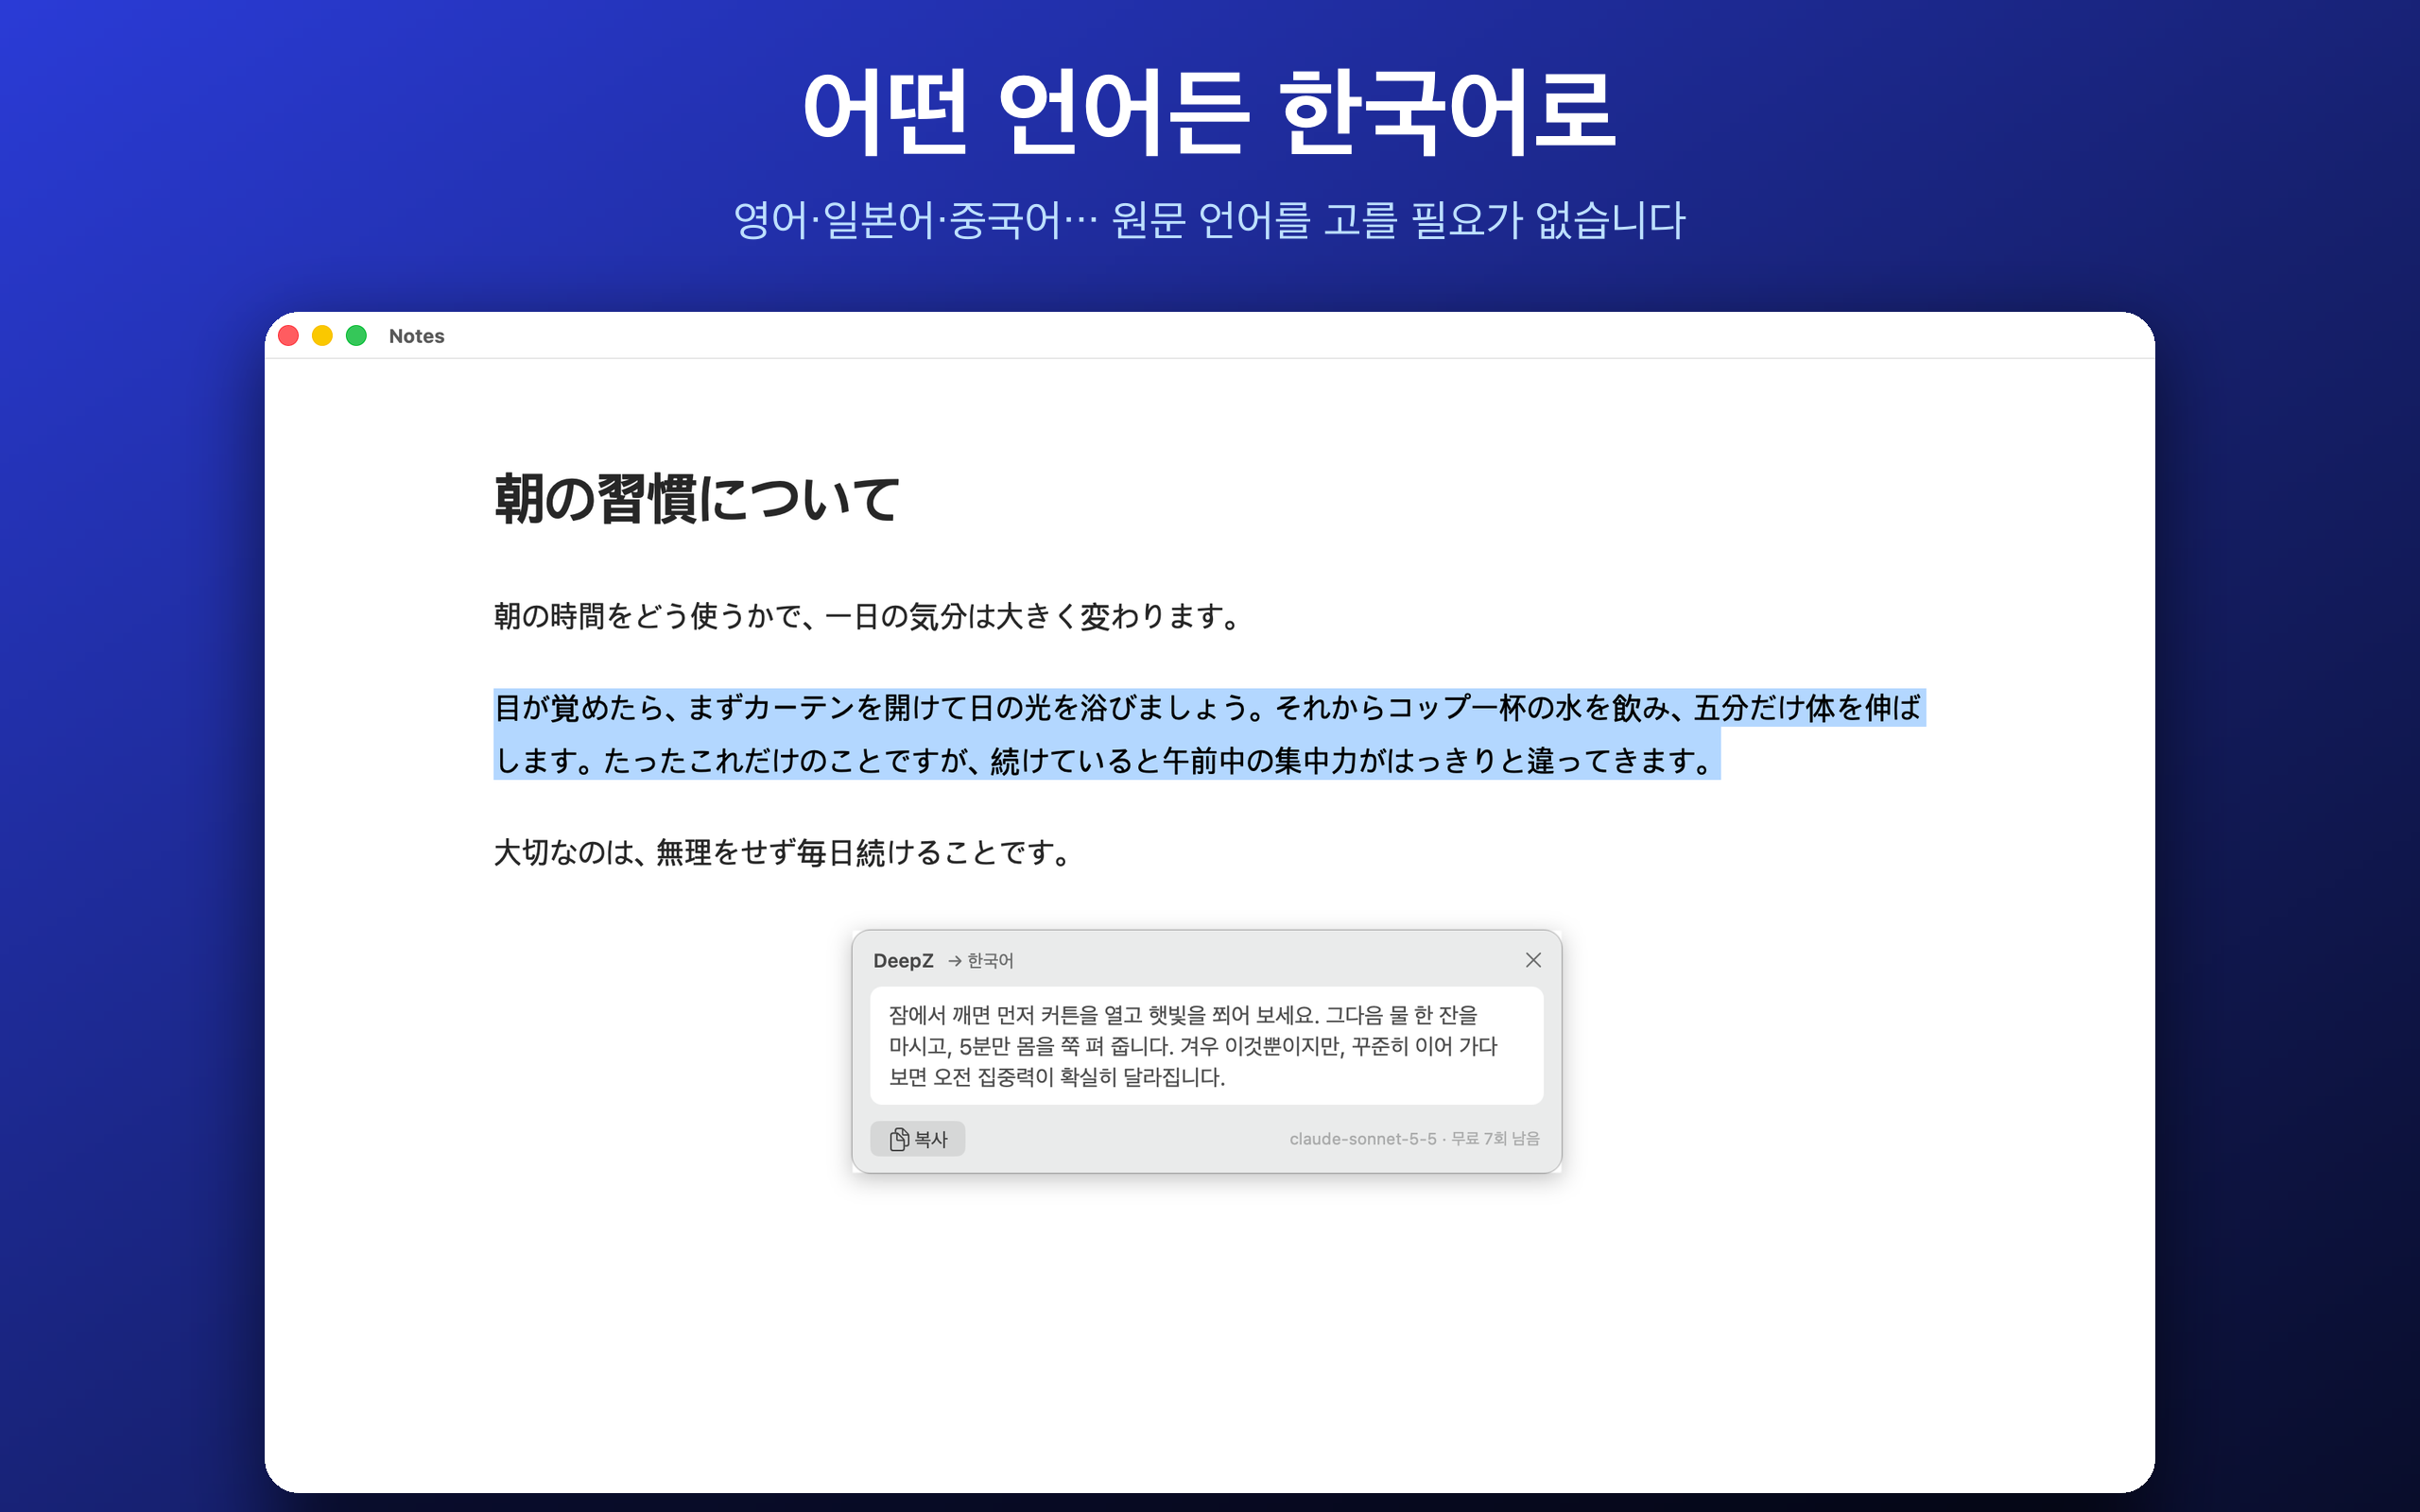 어떤 언어든 한국어로
영어·일본어·중국어… 원문 언어를 고를 필요가 없습니다
Notes
朝の習慣について
朝の時間をどう使うかで、一日の気分は大きく変わります。
目が覚めたら、まずカーテンを開けて日の光を浴びましょう。それからコップ一杯の水を飲み、五分だけ体を伸ば
します。たったこれだけのことですが、続けていると午前中の集中力がはっきりと違ってきます。
大切なのは、無理をせず毎日続けることです。
DeepZ → 한국어
잠에서 깨면 먼저 커튼을 열고 햇빛을 쬐어 보세요. 그다음 물 한 잔을
마시고, 5분만 몸을 쭉 펴 줍니다. 겨우 이것뿐이지만, 꾸준히 이어 가다
보면 오전 집중력이 확실히 달라집니다.
복사
claude-sonnet-5-5 · 무료 7회 남음